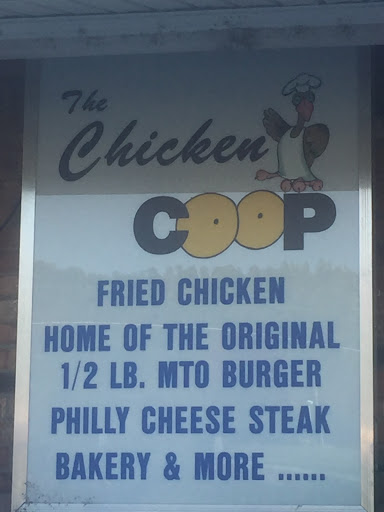 The
Chicken
COOP
FRIED CHICKEN
HOME OF THE ORIGINAL
1/2 LB. MTO BURGER
PHILLY CHEESE STEAK
BAKERY & MORE ......